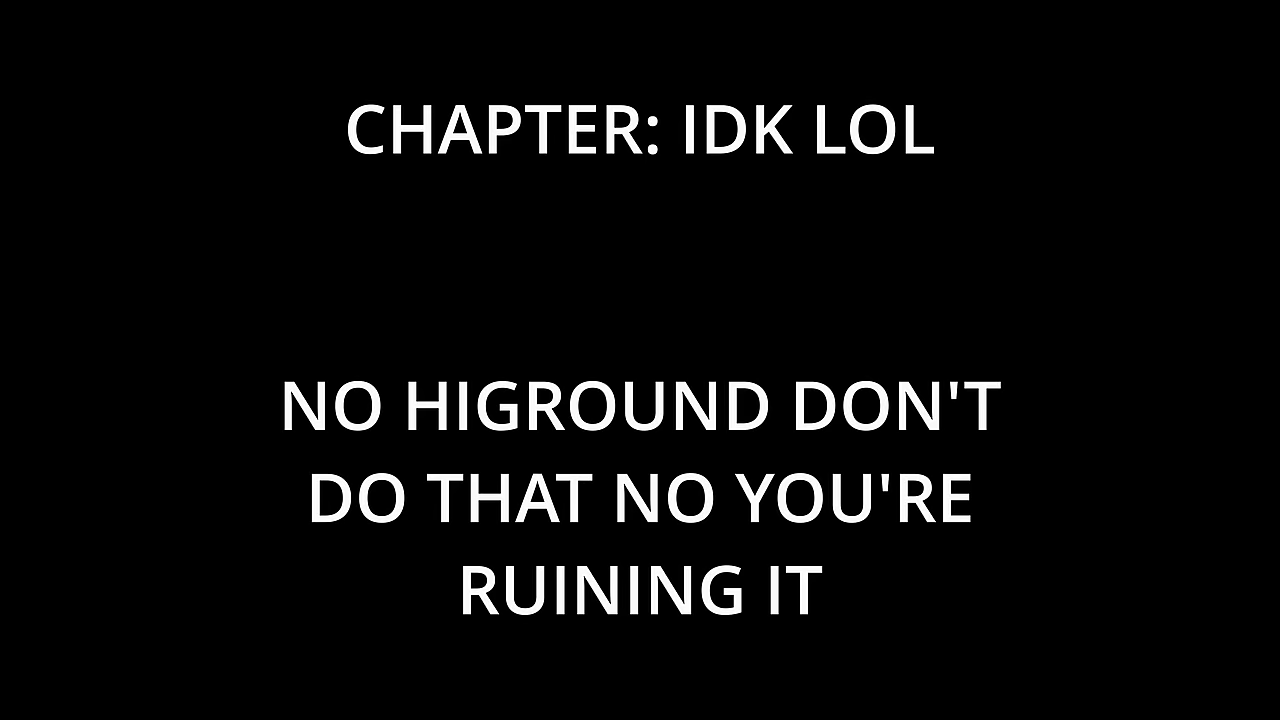 CHAPTER: IDK LOL
NO HIGROUND DON'T
DO THAT NO YOU'RE
RUINING IT